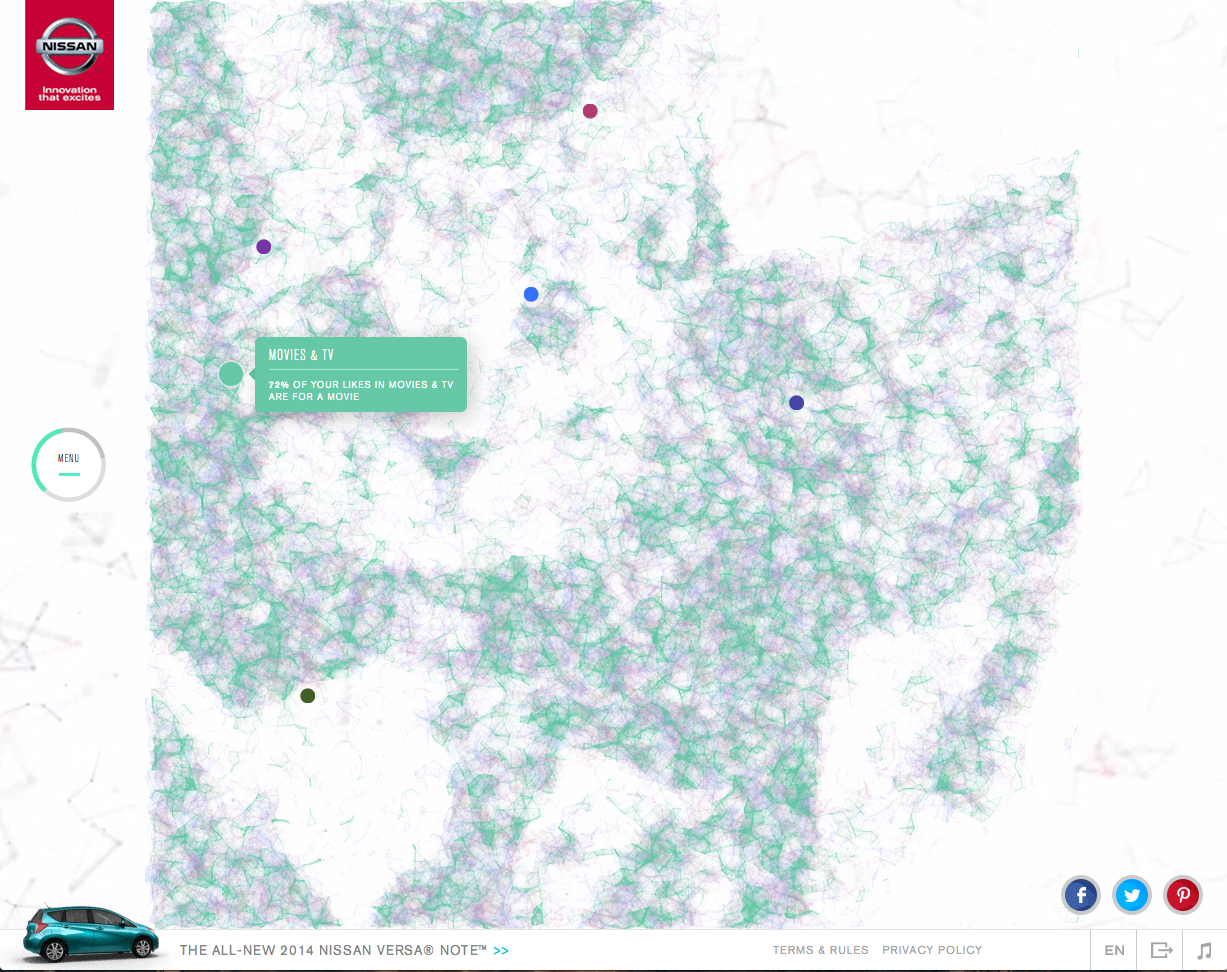 NISSAN
Innovation
that excites
MOVIES & TV
72% OF YOUR LIKES IN MOVIES & TV
ARE FOR A MOVIE
MENU
THE ALL-NEW 2014 NISSAN VERSA® NOTE™ >>
TERMS & RULES PRIVACY POLICY
EN